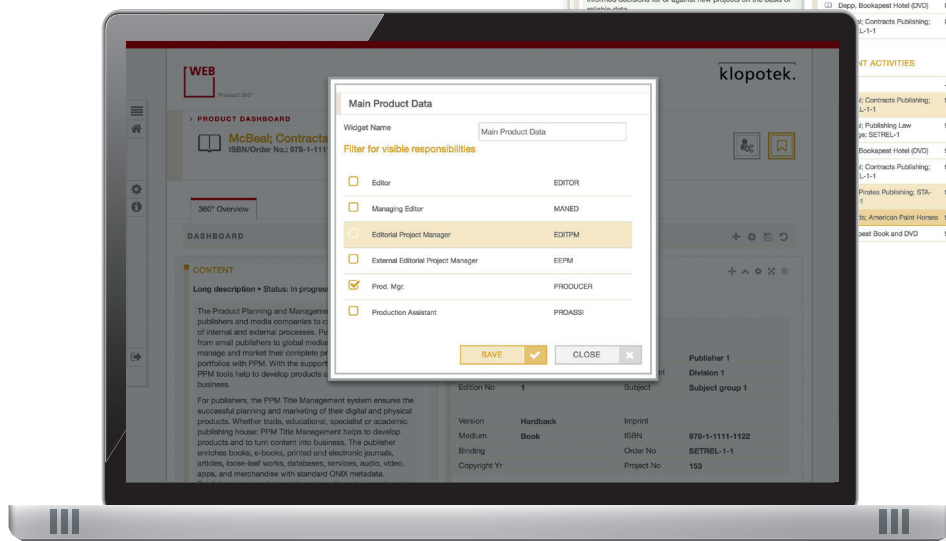 informed decisions for or against new projects on the basis of
reliable data.
Depp, Bookapest Hotel (DVD)
Contracts Publishing;
L-1-1
NT ACTIVITIES
Contracts Publishing;
L-1-1
Publishing Law
SETREL-1
Bookapest Hotel (DVD)
Contracts Publishing;
L-1-1
Pirates Publishing; STA-
-1
American Paint Horses
Book and DVD
WEB
Product 360°
klopotek.
> PRODUCT DASHBOARD
McBeal; Contracts
ISBN/Order No.: 978-1-111
360° Overview
DASHBOARD
CONTENT
Long description • Status: In progres
The Product Planning and Manageme
publishers and media companies to c
of internal and external processes. Pu
from small publishers to global media
manage and market their complete pr
portfolios with PPM. With the support
PPM tools help to develop products a
business.
For publishers, the PPM Title Management system ensures the
successful planning and marketing of their digital and physical
products. Whether trade, educational, specialist or academic
publishing house: PPM Title Management helps to develop
products and to turn content into business. The publisher
enriches books, e-books, printed and electronic journals,
articles, loose-leaf works, databases, services, audio, video,
apps, and merchandise with standard ONIX metadata.
Main Product Data
Widget Name Main Product Data
Filter for visible responsibilities
Editor EDITOR
Managing Editor MANED
Editorial Project Manager EDITPM
External Editorial Project Manager EEPM
Prod. Mgr. PRODUCER
Production Assistant PROASSI
SAVE CLOSE
Publisher 1
nt Division 1
Edition No 1 Subject Subject group 1
Version Hardback Imprint
Medium Book ISBN 978-1-1111-1122
Binding Order No SETREL-1-1
Copyright Yr Project No 153